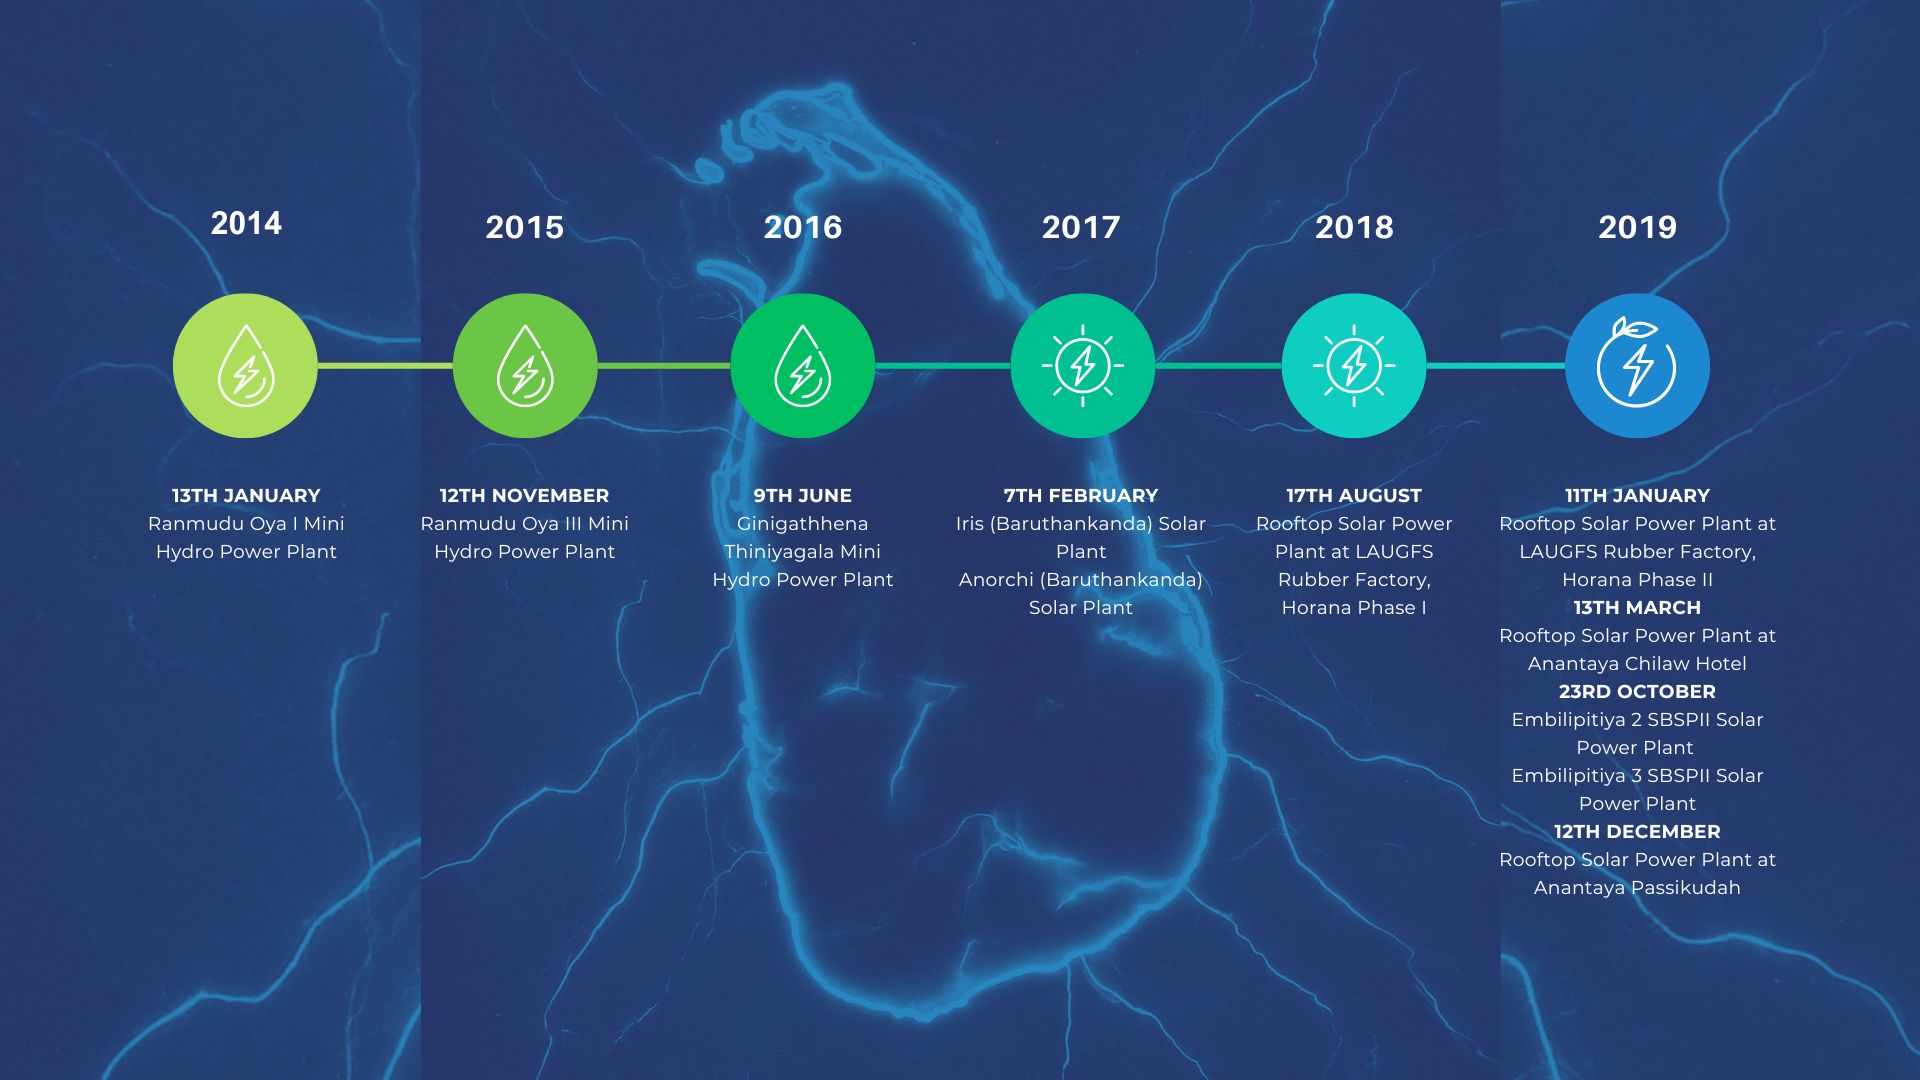 2014
2015
2016
2017
2018
2019
13TH JANUARY
Ranmudu Oya I Mini
Hydro Power Plant
12TH NOVEMBER
Ranmudu Oya III Mini
Hydro Power Plant
9TH JUNE
Ginigathhena
Thiniyagala Mini
Hydro Power Plant
7TH FEBRUARY
Iris (Baruthankanda) Solar
Plant
Anorchi (Baruthankanda)
Solar Plant
17TH AUGUST
Rooftop Solar Power
Plant at LAUGFS
Rubber Factory,
Horana Phase I
11TH JANUARY
Rooftop Solar Power Plant at
LAUGFS Rubber Factory,
Horana Phase II
13TH MARCH
Rooftop Solar Power Plant at
Anantaya Chilaw Hotel
23RD OCTOBER
Embilipitiya 2 SBSPII Solar
Power Plant
Embilipitiya 3 SBSPII Solar
Power Plant
12TH DECEMBER
Rooftop Solar Power Plant at
Anantaya Passikudah